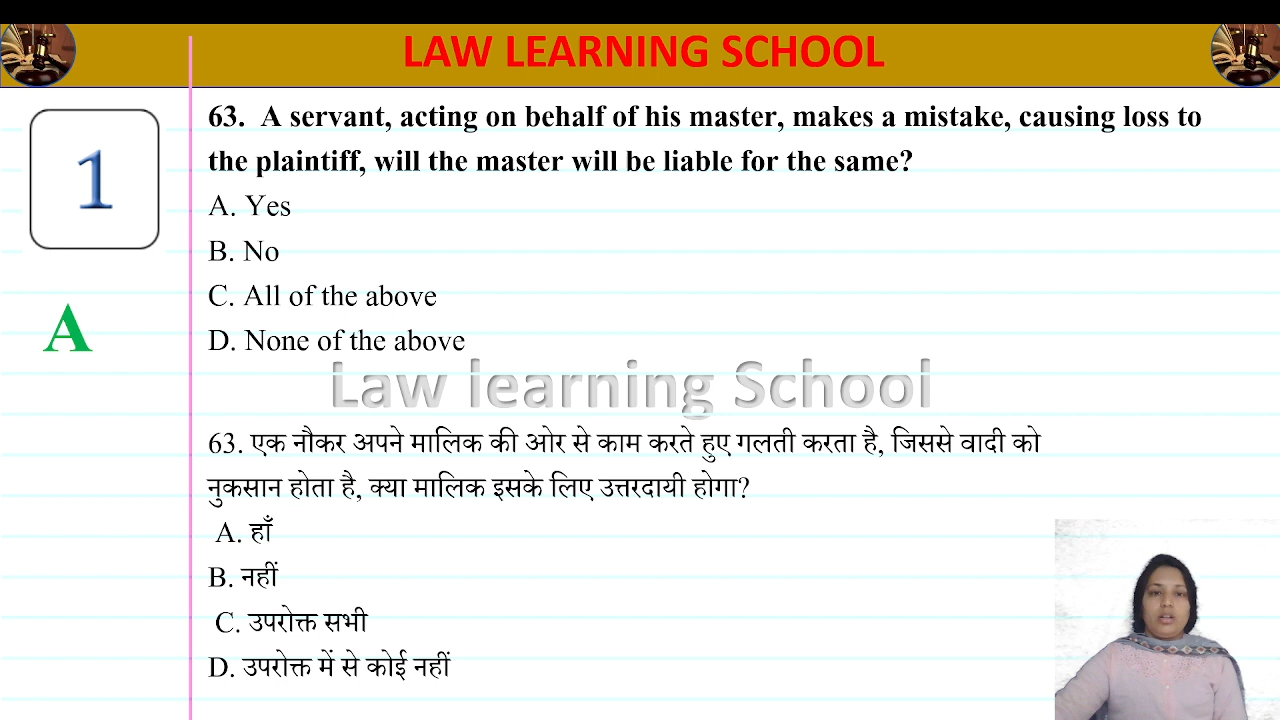 LAW LEARNING SCHOOL
63. A servant, acting on behalf of his master, makes a mistake, causing loss to
the plaintiff, will the master will be liable for the same?
1
A. Yes
B. No
C. All of the above
A
D. None of the above
Law learning School
63. एक नौकर अपने मालिक की ओर से काम करते हुए गलती करता है, जिससे वादी को
नुकसान होता है, क्या मालिक इसके लिए उत्तरदायी होगा?
A. हाँ
B. नहीं
C. उपरोक्त सभी
D. उपरोक्त में से कोई नहीं